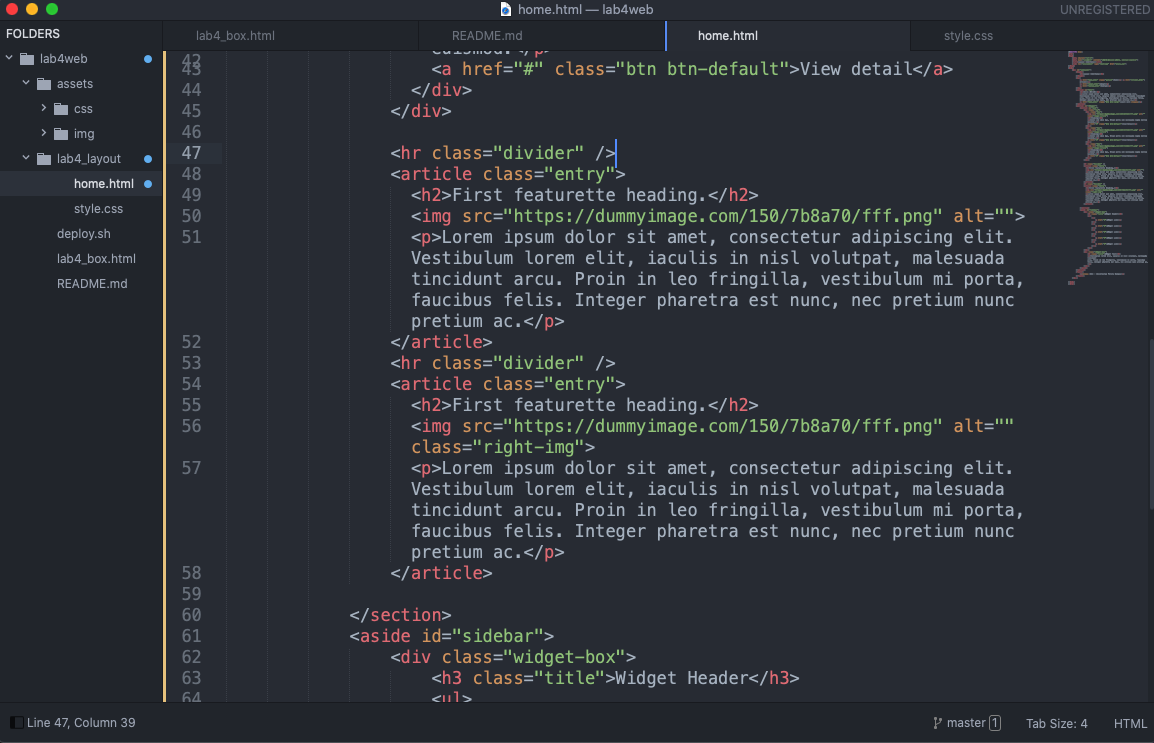 home.html — lab4web
UNREGISTERED
FOLDERS
lab4web
assets
css
img
lab4_layout
home.html
style.css
deploy.sh
lab4_box.html
README.md
lab4_box.html
README.md
home.html
style.css
42 euismod.</p>
43 <a href="#" class="btn btn-default">View detail</a>
44 </div>
45 </div>
46
47 <hr class="divider" />
48 <article class="entry">
49 <h2>First featurette heading.</h2>
50 <img src="https://dummyimage.com/150/7b8a70/fff.png" alt="">
51 <p>Lorem ipsum dolor sit amet, consectetur adipiscing elit.
Vestibulum lorem elit, iaculis in nisl volutpat, malesuada
tincidunt arcu. Proin in leo fringilla, vestibulum mi porta,
faucibus felis. Integer pharetra est nunc, nec pretium nunc
pretium ac.</p>
52 </article>
53 <hr class="divider" />
54 <article class="entry">
55 <h2>First featurette heading.</h2>
56 <img src="https://dummyimage.com/150/7b8a70/fff.png" alt=""
class="right-img">
57 <p>Lorem ipsum dolor sit amet, consectetur adipiscing elit.
Vestibulum lorem elit, iaculis in nisl volutpat, malesuada
tincidunt arcu. Proin in leo fringilla, vestibulum mi porta,
faucibus felis. Integer pharetra est nunc, nec pretium nunc
pretium ac.</p>
58 </article>
59
60 </section>
61 <aside id="sidebar">
62 <div class="widget-box">
63 <h3 class="title">Widget Header</h3>
64 <ul>
Line 47, Column 39
master 1
Tab Size: 4
HTML